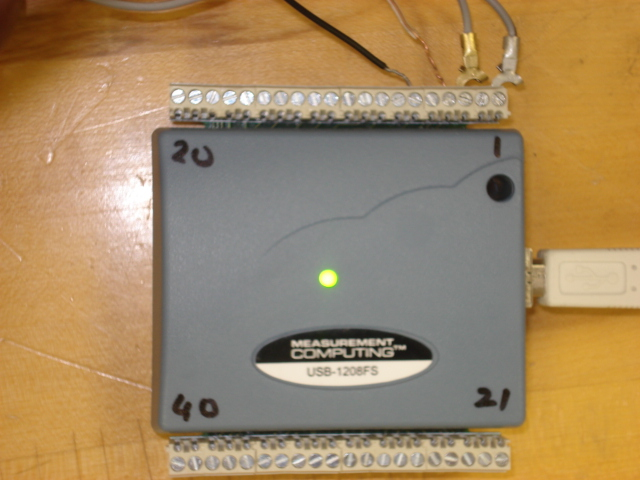 20
1
MEASUREMENT
COMPUTING™
USB-1208FS
40
21